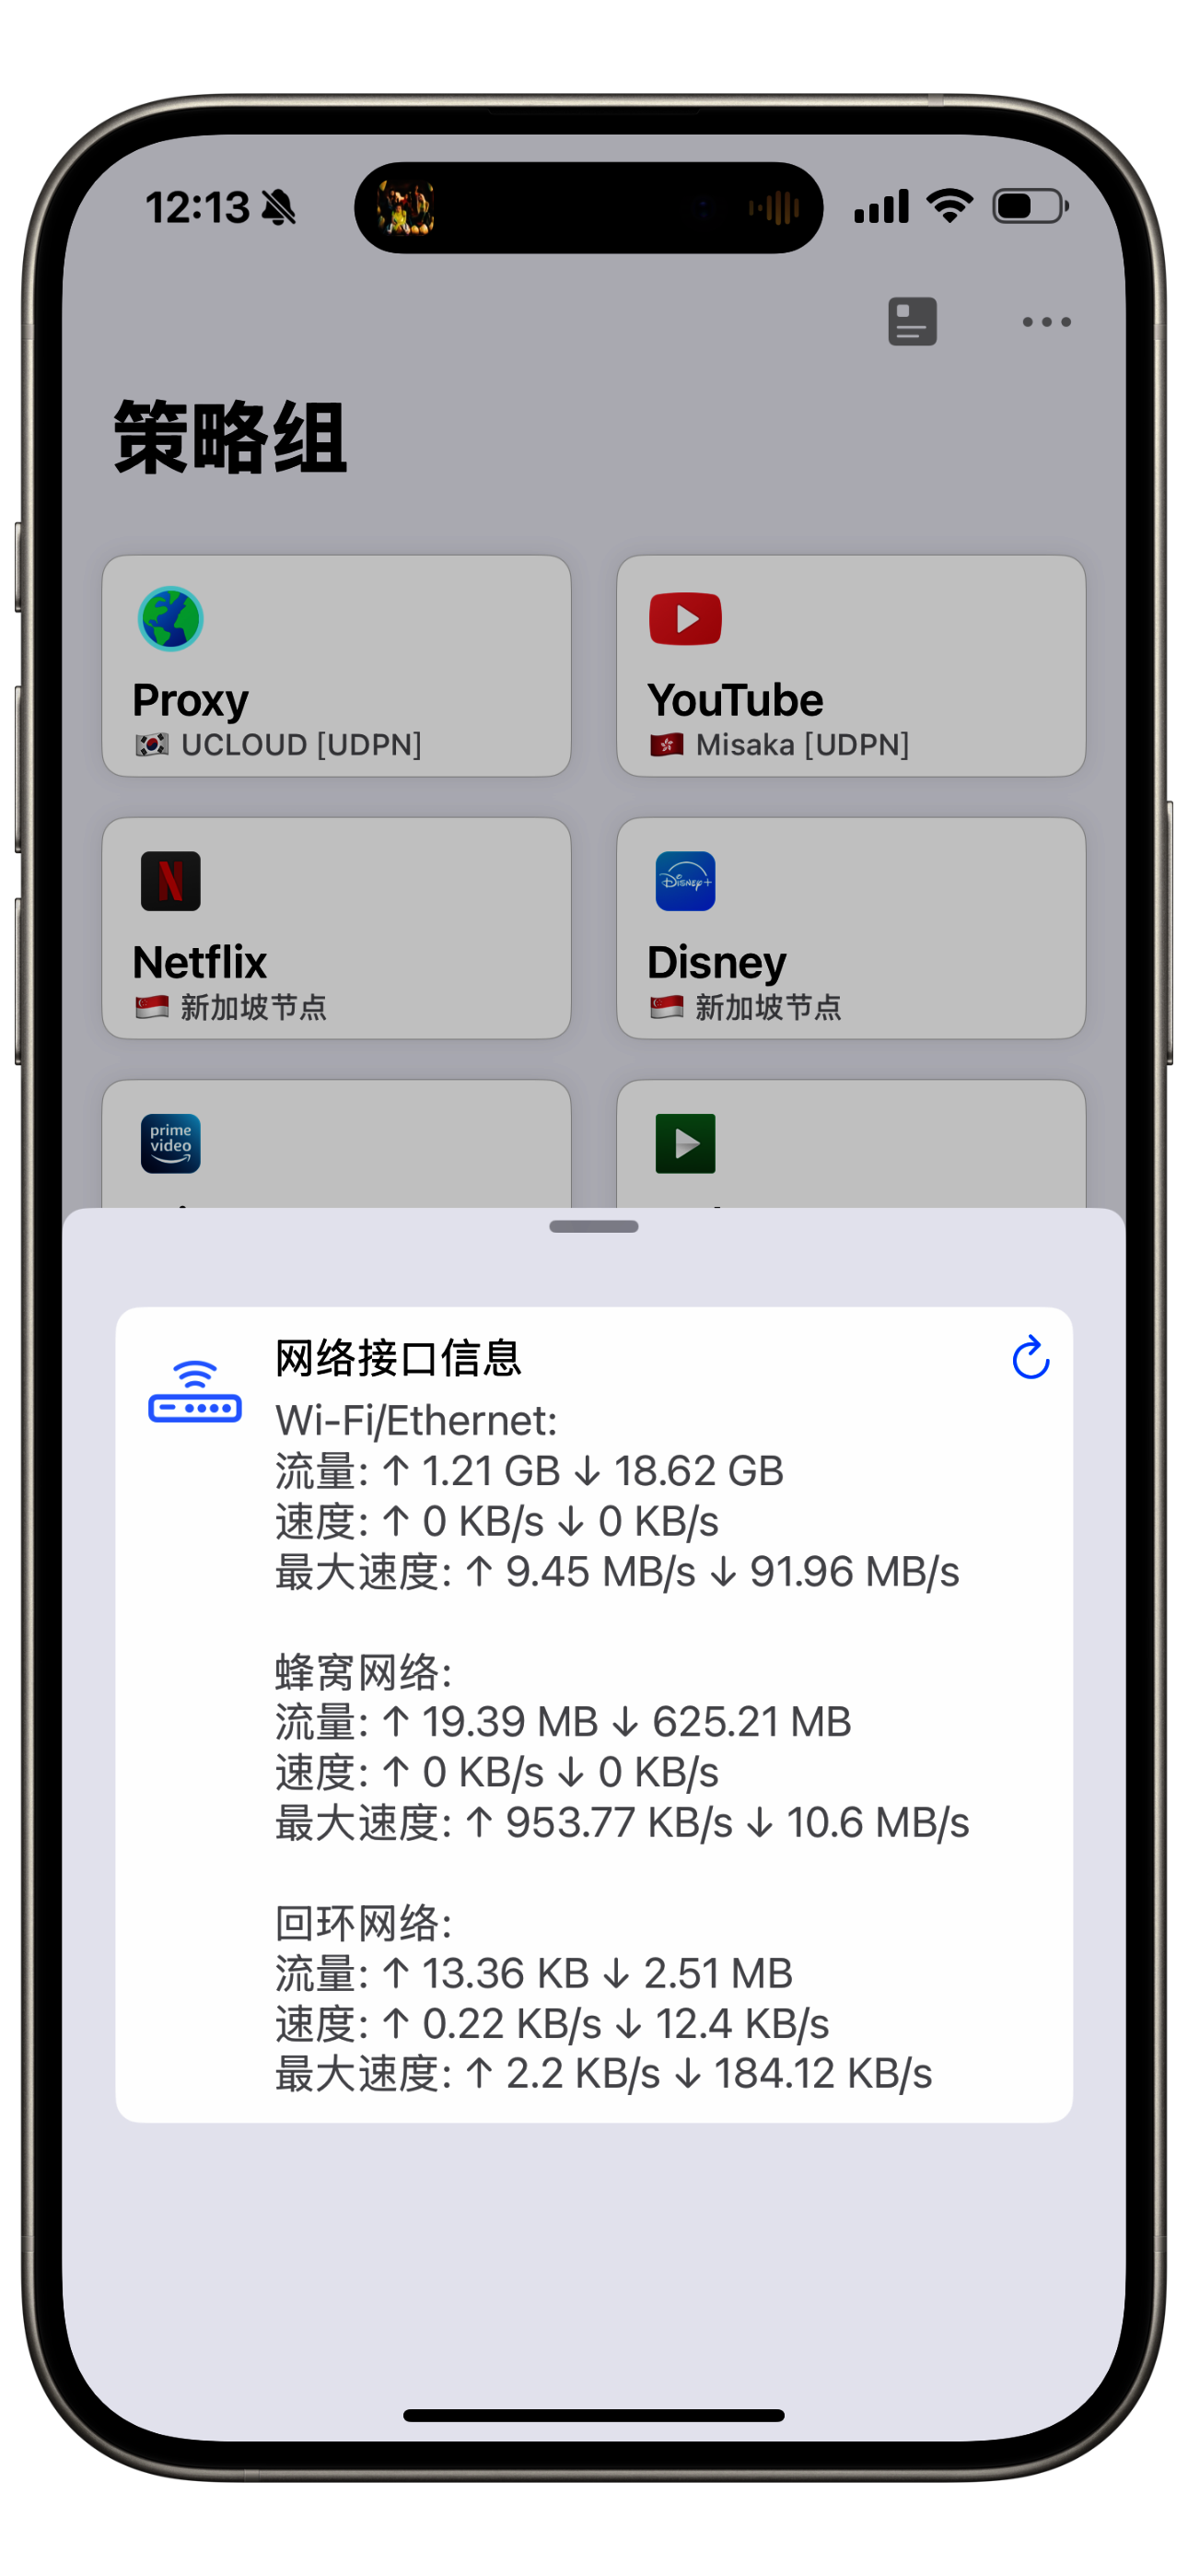 12:13
策略组
Proxy
🇰🇷 UCLOUD [UDPN]
YouTube
🇭🇰 Misaka [UDPN]
N
Netflix
🇸🇬 新加坡节点
Disney+
Disney
🇸🇬 新加坡节点
prime
video
网络接口信息
Wi-Fi/Ethernet:
流量: ↑ 1.21 GB ↓ 18.62 GB
速度: ↑ 0 KB/s ↓ 0 KB/s
最大速度: ↑ 9.45 MB/s ↓ 91.96 MB/s
蜂窝网络:
流量: ↑ 19.39 MB ↓ 625.21 MB
速度: ↑ 0 KB/s ↓ 0 KB/s
最大速度: ↑ 953.77 KB/s ↓ 10.6 MB/s
回环网络:
流量: ↑ 13.36 KB ↓ 2.51 MB
速度: ↑ 0.22 KB/s ↓ 12.4 KB/s
最大速度: ↑ 2.2 KB/s ↓ 184.12 KB/s